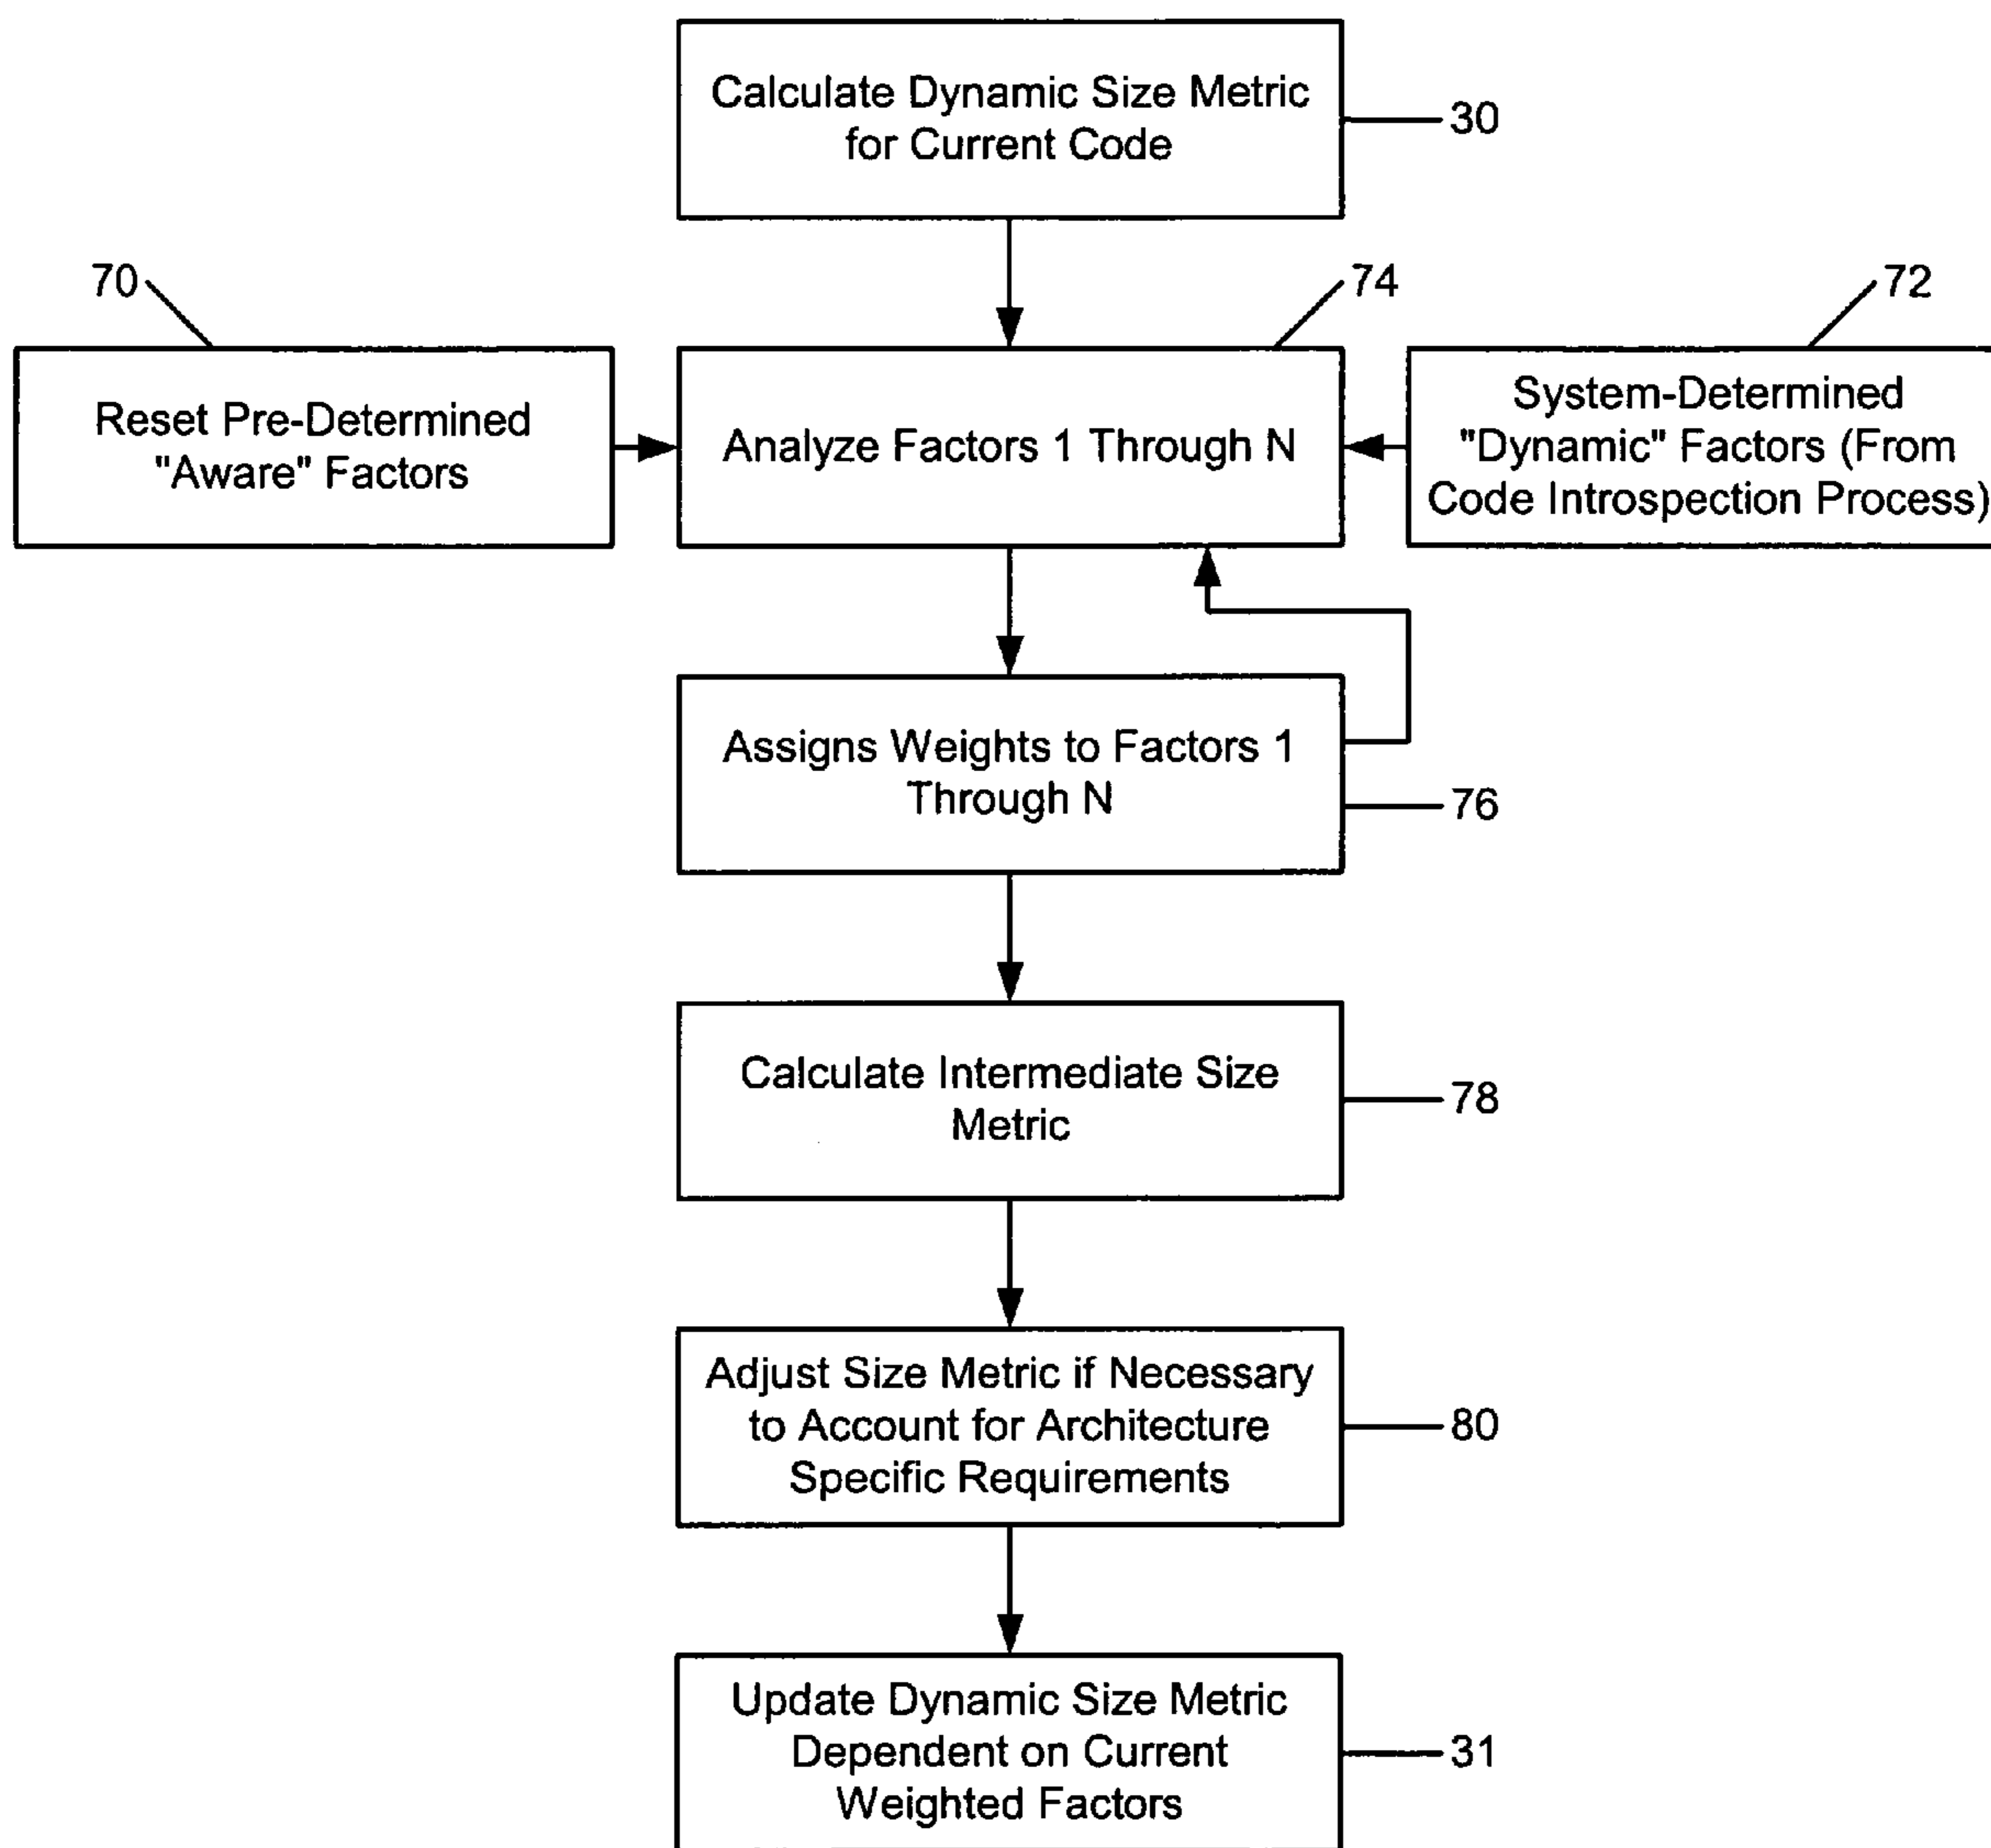 Calculate Dynamic Size Metric
for Current Code
30
70
74
72
Reset Pre-Determined
"Aware" Factors
Analyze Factors 1 Through N
System-Determined
"Dynamic" Factors (From
Code Introspection Process)
Assigns Weights to Factors 1
Through N
76
Calculate Intermediate Size
Metric
78
Adjust Size Metric if Necessary
to Account for Architecture
Specific Requirements
80
Update Dynamic Size Metric
Dependent on Current
Weighted Factors
31